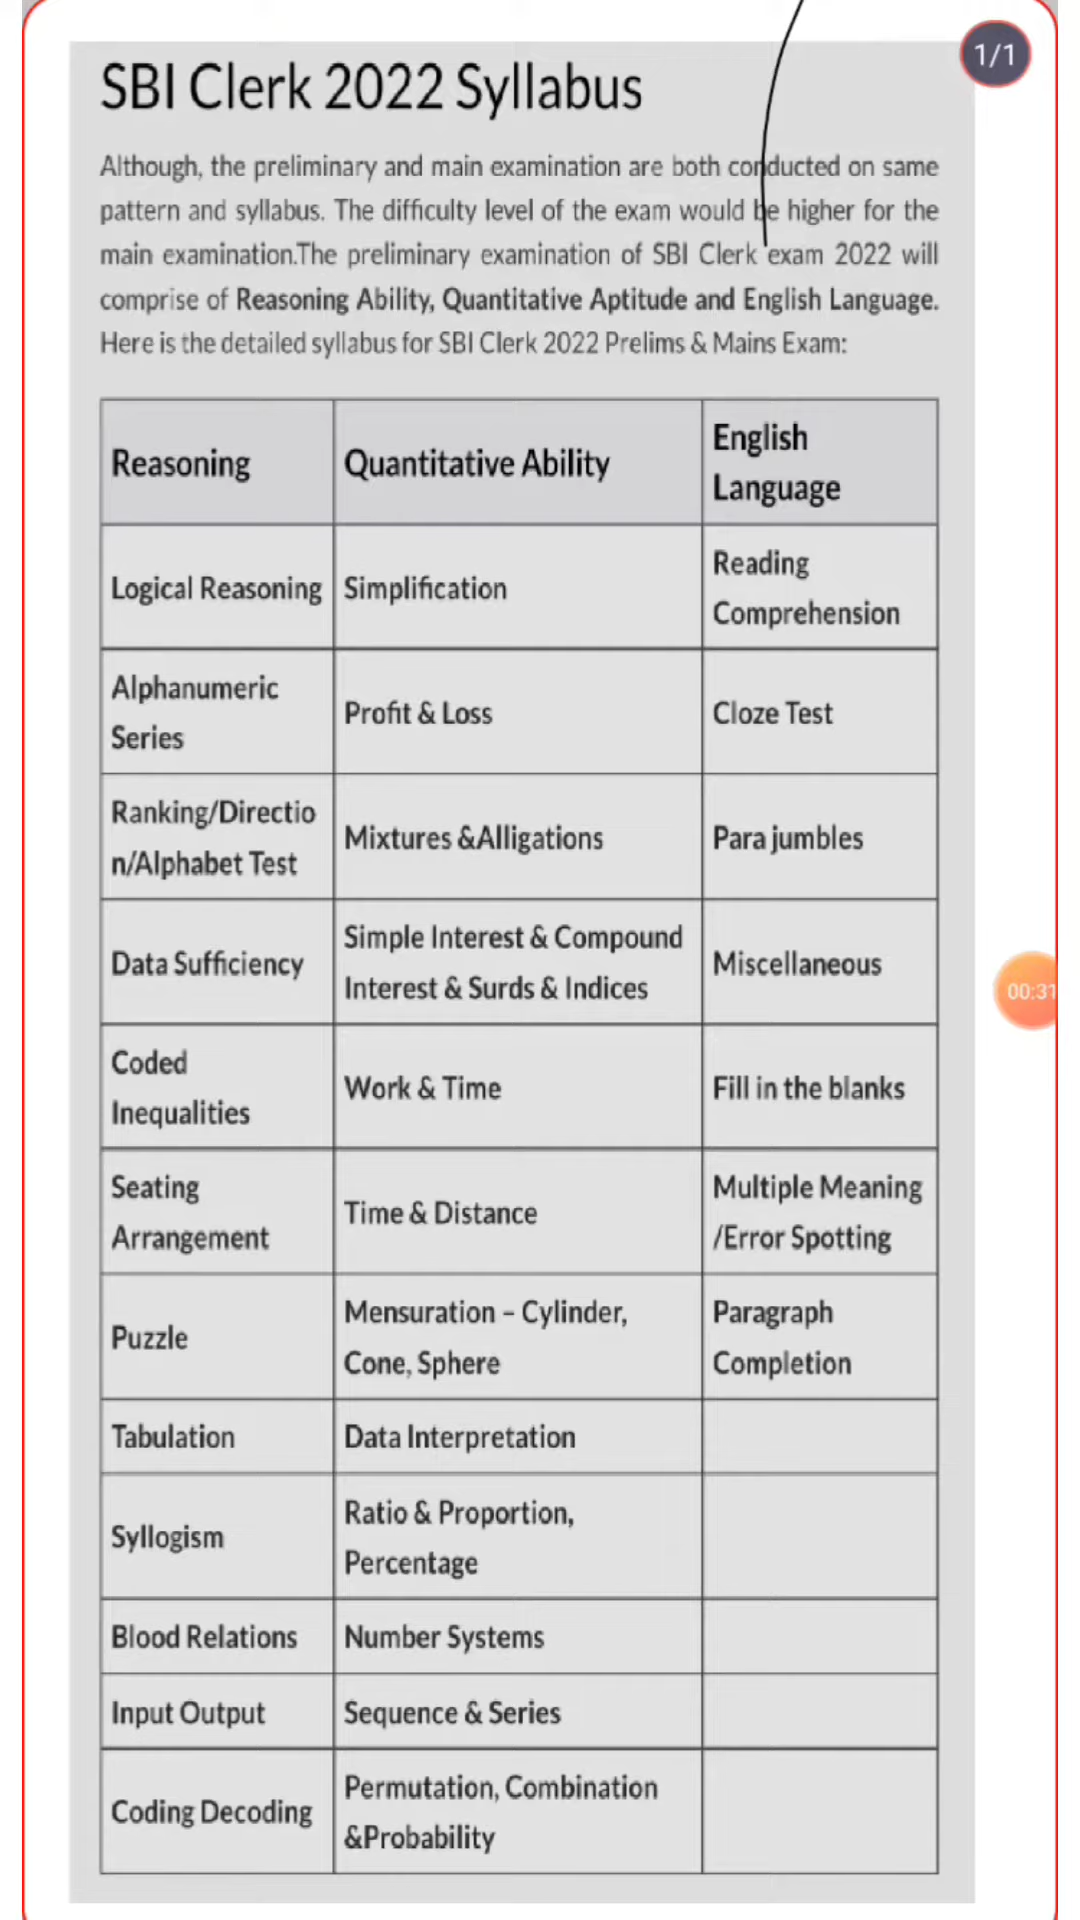 1/1
SBI Clerk 2022 Syllabus
Although, the preliminary and main examination are both conducted on same
pattern and syllabus. The difficulty level of the exam would be higher for the
main examination.The preliminary examination of SBI Clerk exam 2022 will
comprise of Reasoning Ability, Quantitative Aptitude and English Language.
Here is the detailed syllabus for SBI Clerk 2022 Prelims & Mains Exam:
Reasoning
Quantitative Ability
English
Language
Logical Reasoning
Simplification
Reading
Comprehension
Alphanumeric
Series
Profit & Loss
Cloze Test
Ranking/Directio
n/Alphabet Test
Mixtures &Alligations
Para jumbles
Data Sufficiency
Simple Interest & Compound
Interest & Surds & Indices
Miscellaneous
00:31
Coded
Inequalities
Work & Time
Fill in the blanks
Seating
Arrangement
Time & Distance
Multiple Meaning
/Error Spotting
Puzzle
Mensuration – Cylinder,
Cone, Sphere
Paragraph
Completion
Tabulation
Data Interpretation
Syllogism
Ratio & Proportion,
Percentage
Blood Relations
Number Systems
Input Output
Sequence & Series
Coding Decoding
Permutation, Combination
&Probability